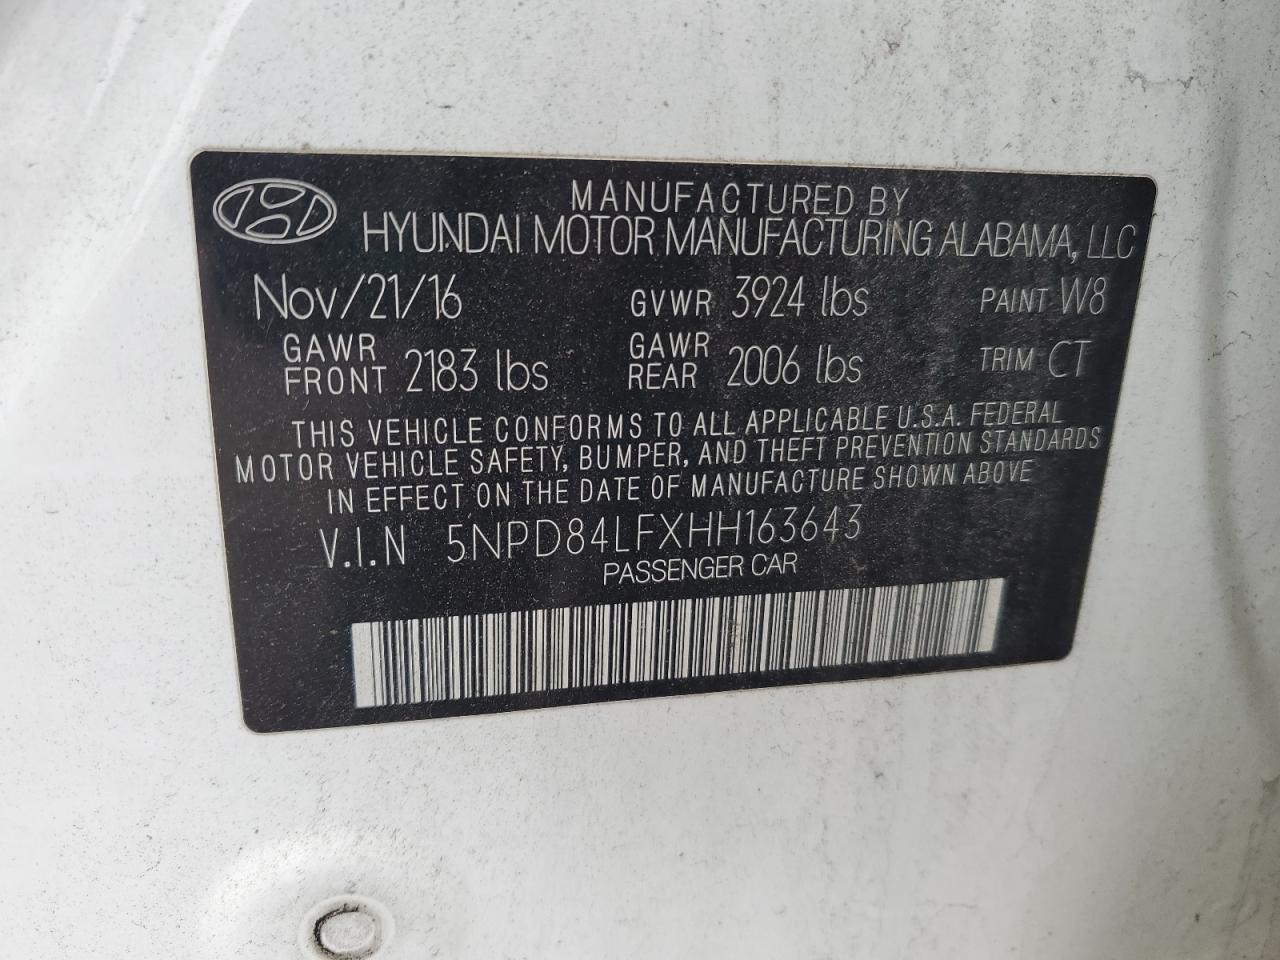 MANUFACTURED BY
HYUNDAI MOTOR MANUFACTURING ALABAMA, LLC
Nov/21/16 GVWR 3924 lbs PAINT W8
GAWR FRONT 2183 lbs GAWR REAR 2006 lbs TRIM CT
THIS VEHICLE CONFORMS TO ALL APPLICABLE U.S.A. FEDERAL
MOTOR VEHICLE SAFETY, BUMPER, AND THEFT PREVENTION STANDARDS
IN EFFECT ON THE DATE OF MANUFACTURE SHOWN ABOVE
V.I.N 5NPD84LFXHH163643
PASSENGER CAR